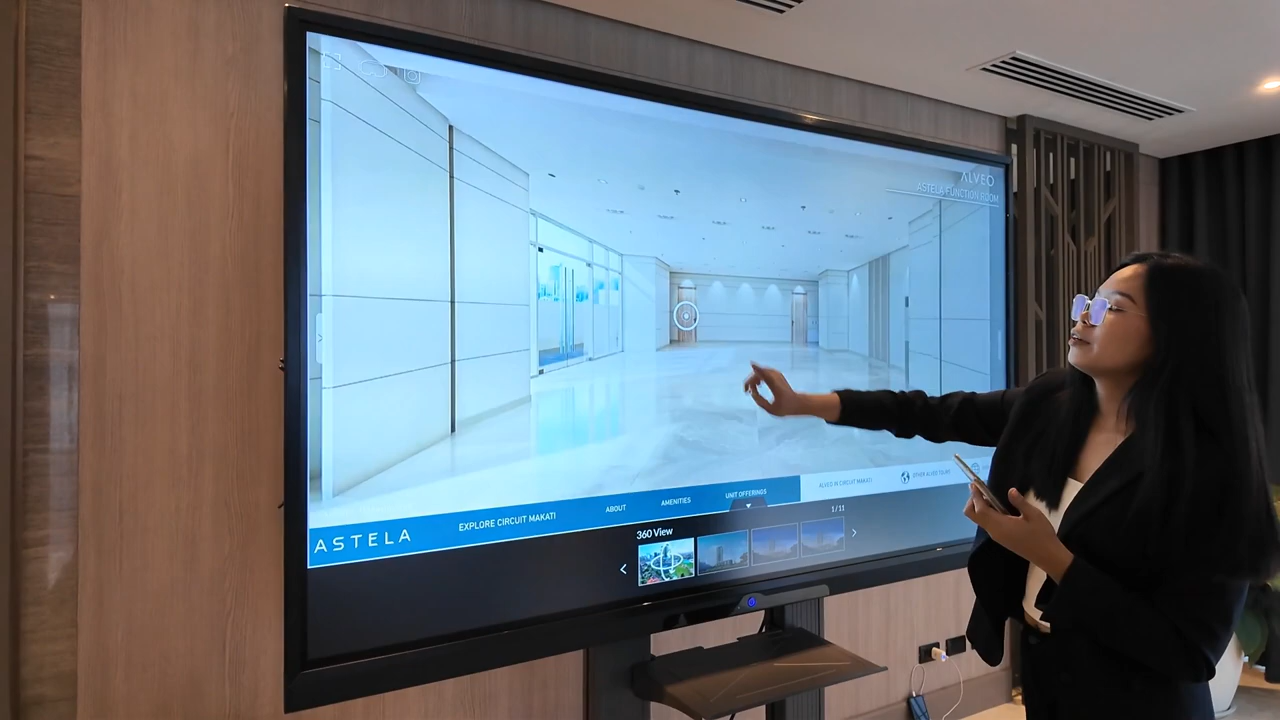 ALVEO
ASTELA FUNCTION ROOM
ASTELA
EXPLORE CIRCUIT MAKATI
ABOUT
AMENITIES
UNIT OFFERINGS
ALVEO IN CIRCUIT MAKATI
OTHER ALVEO TOURS
360 View
1/11